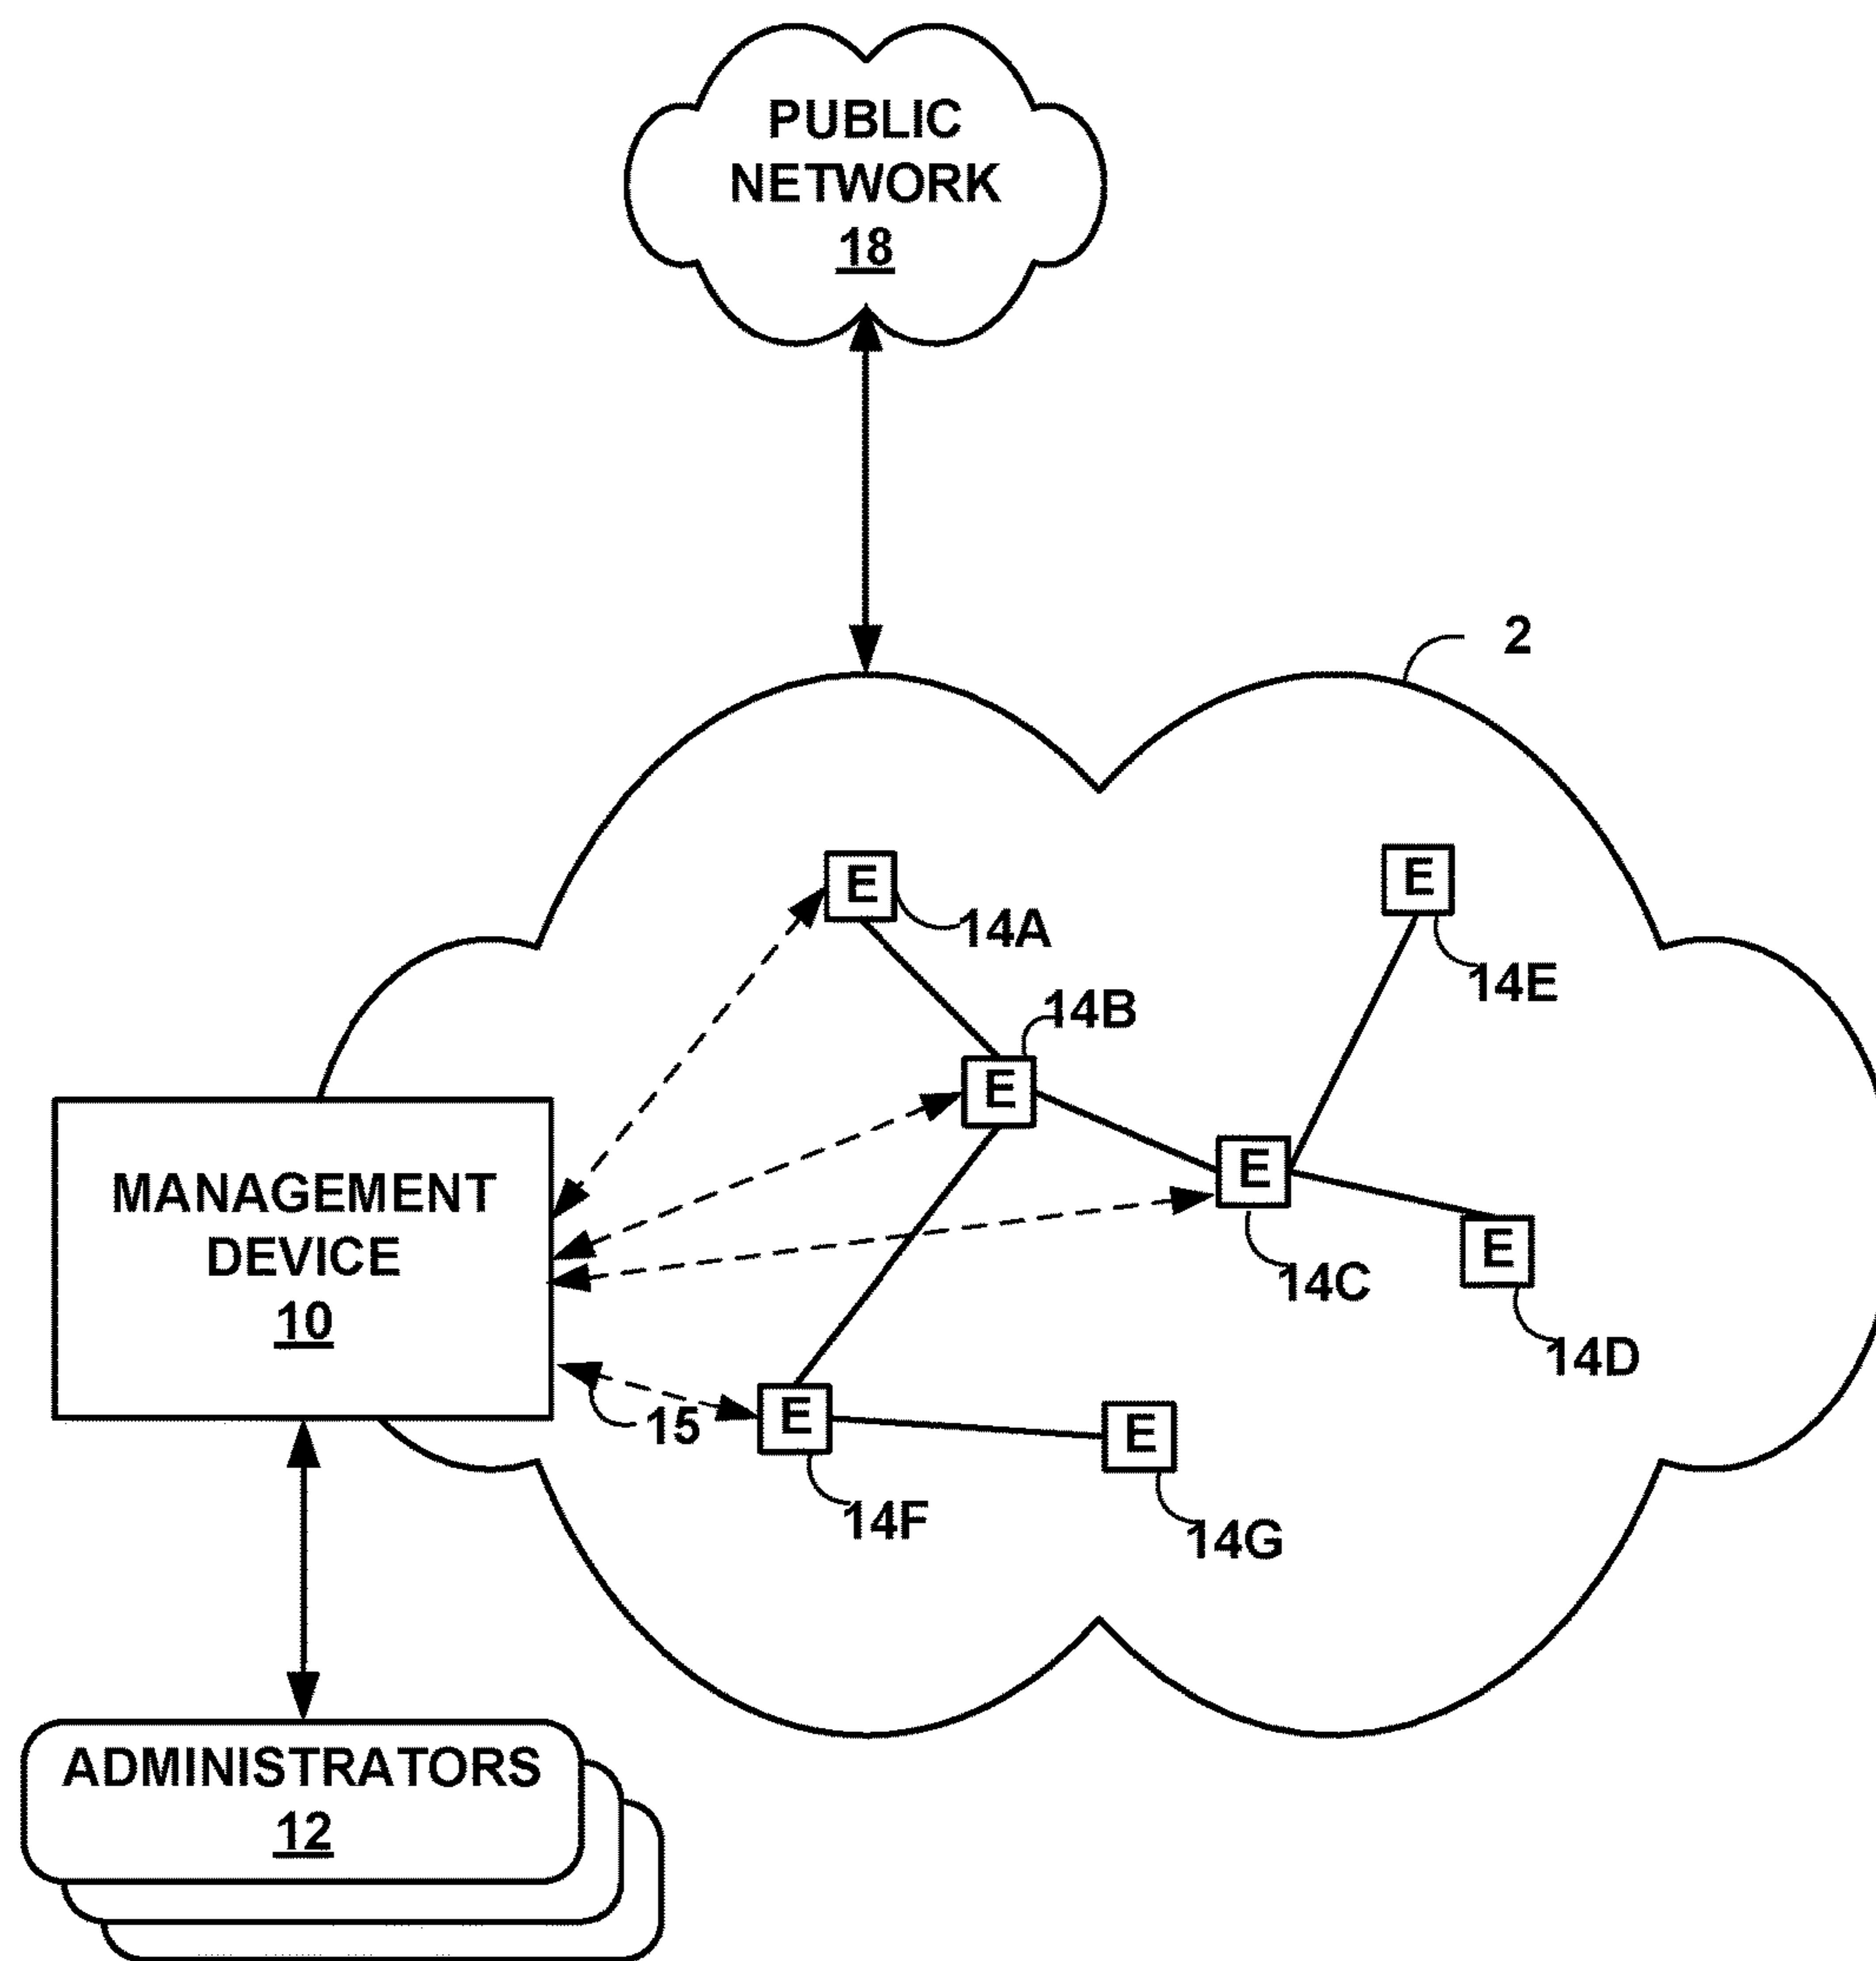 PUBLIC
NETWORK
18
2
E
14A
E
14E
14B
E
E
14C
E
14D
MANAGEMENT
DEVICE
10
15
E
14F
E
14G
ADMINISTRATORS
12